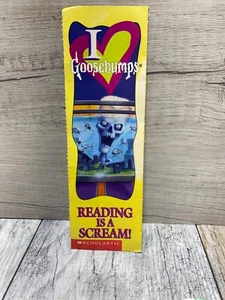 I
Goosebumps
READING
IS A
SCREAM!
SCHOLASTIC